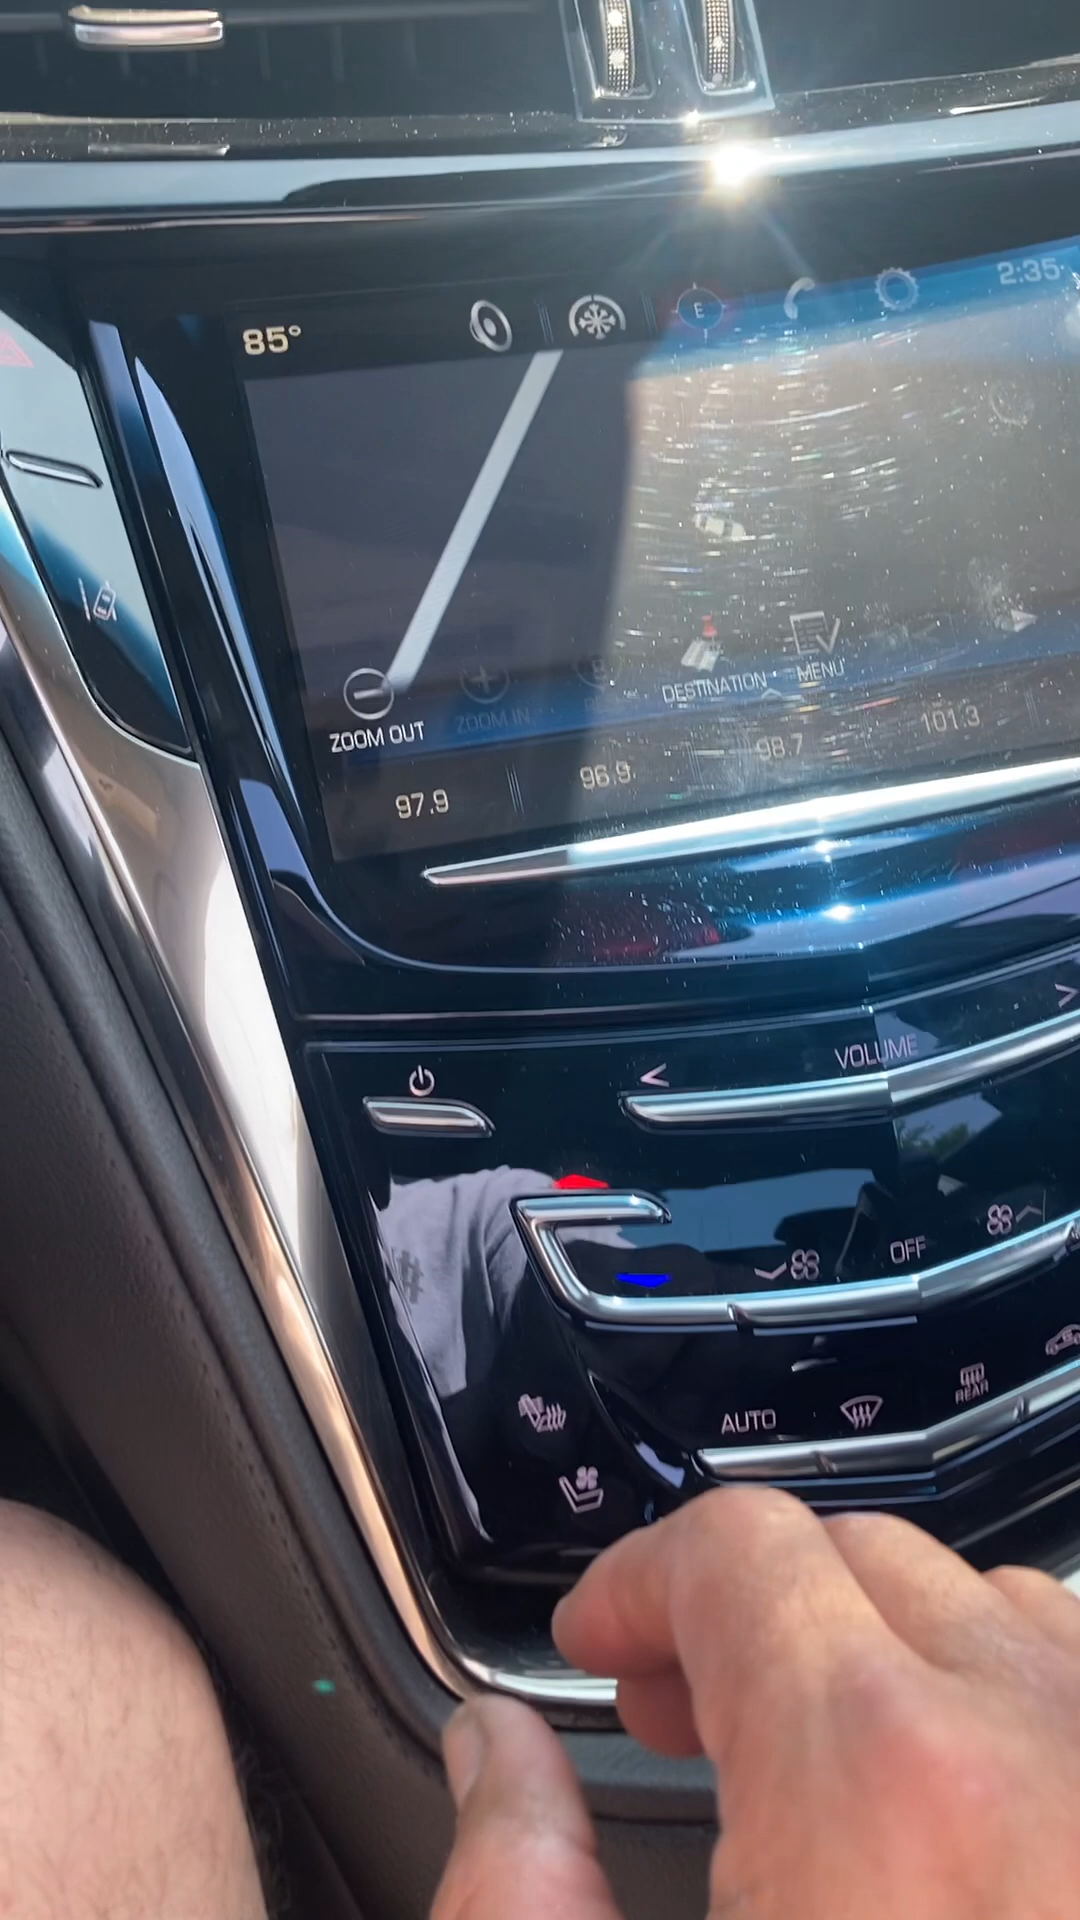 85°
E
2:35
DESTINATION
MENU
ZOOM OUT
ZOOM IN
97.9
96.9
98.7
101.3
VOLUME
OFF
AUTO
REAR